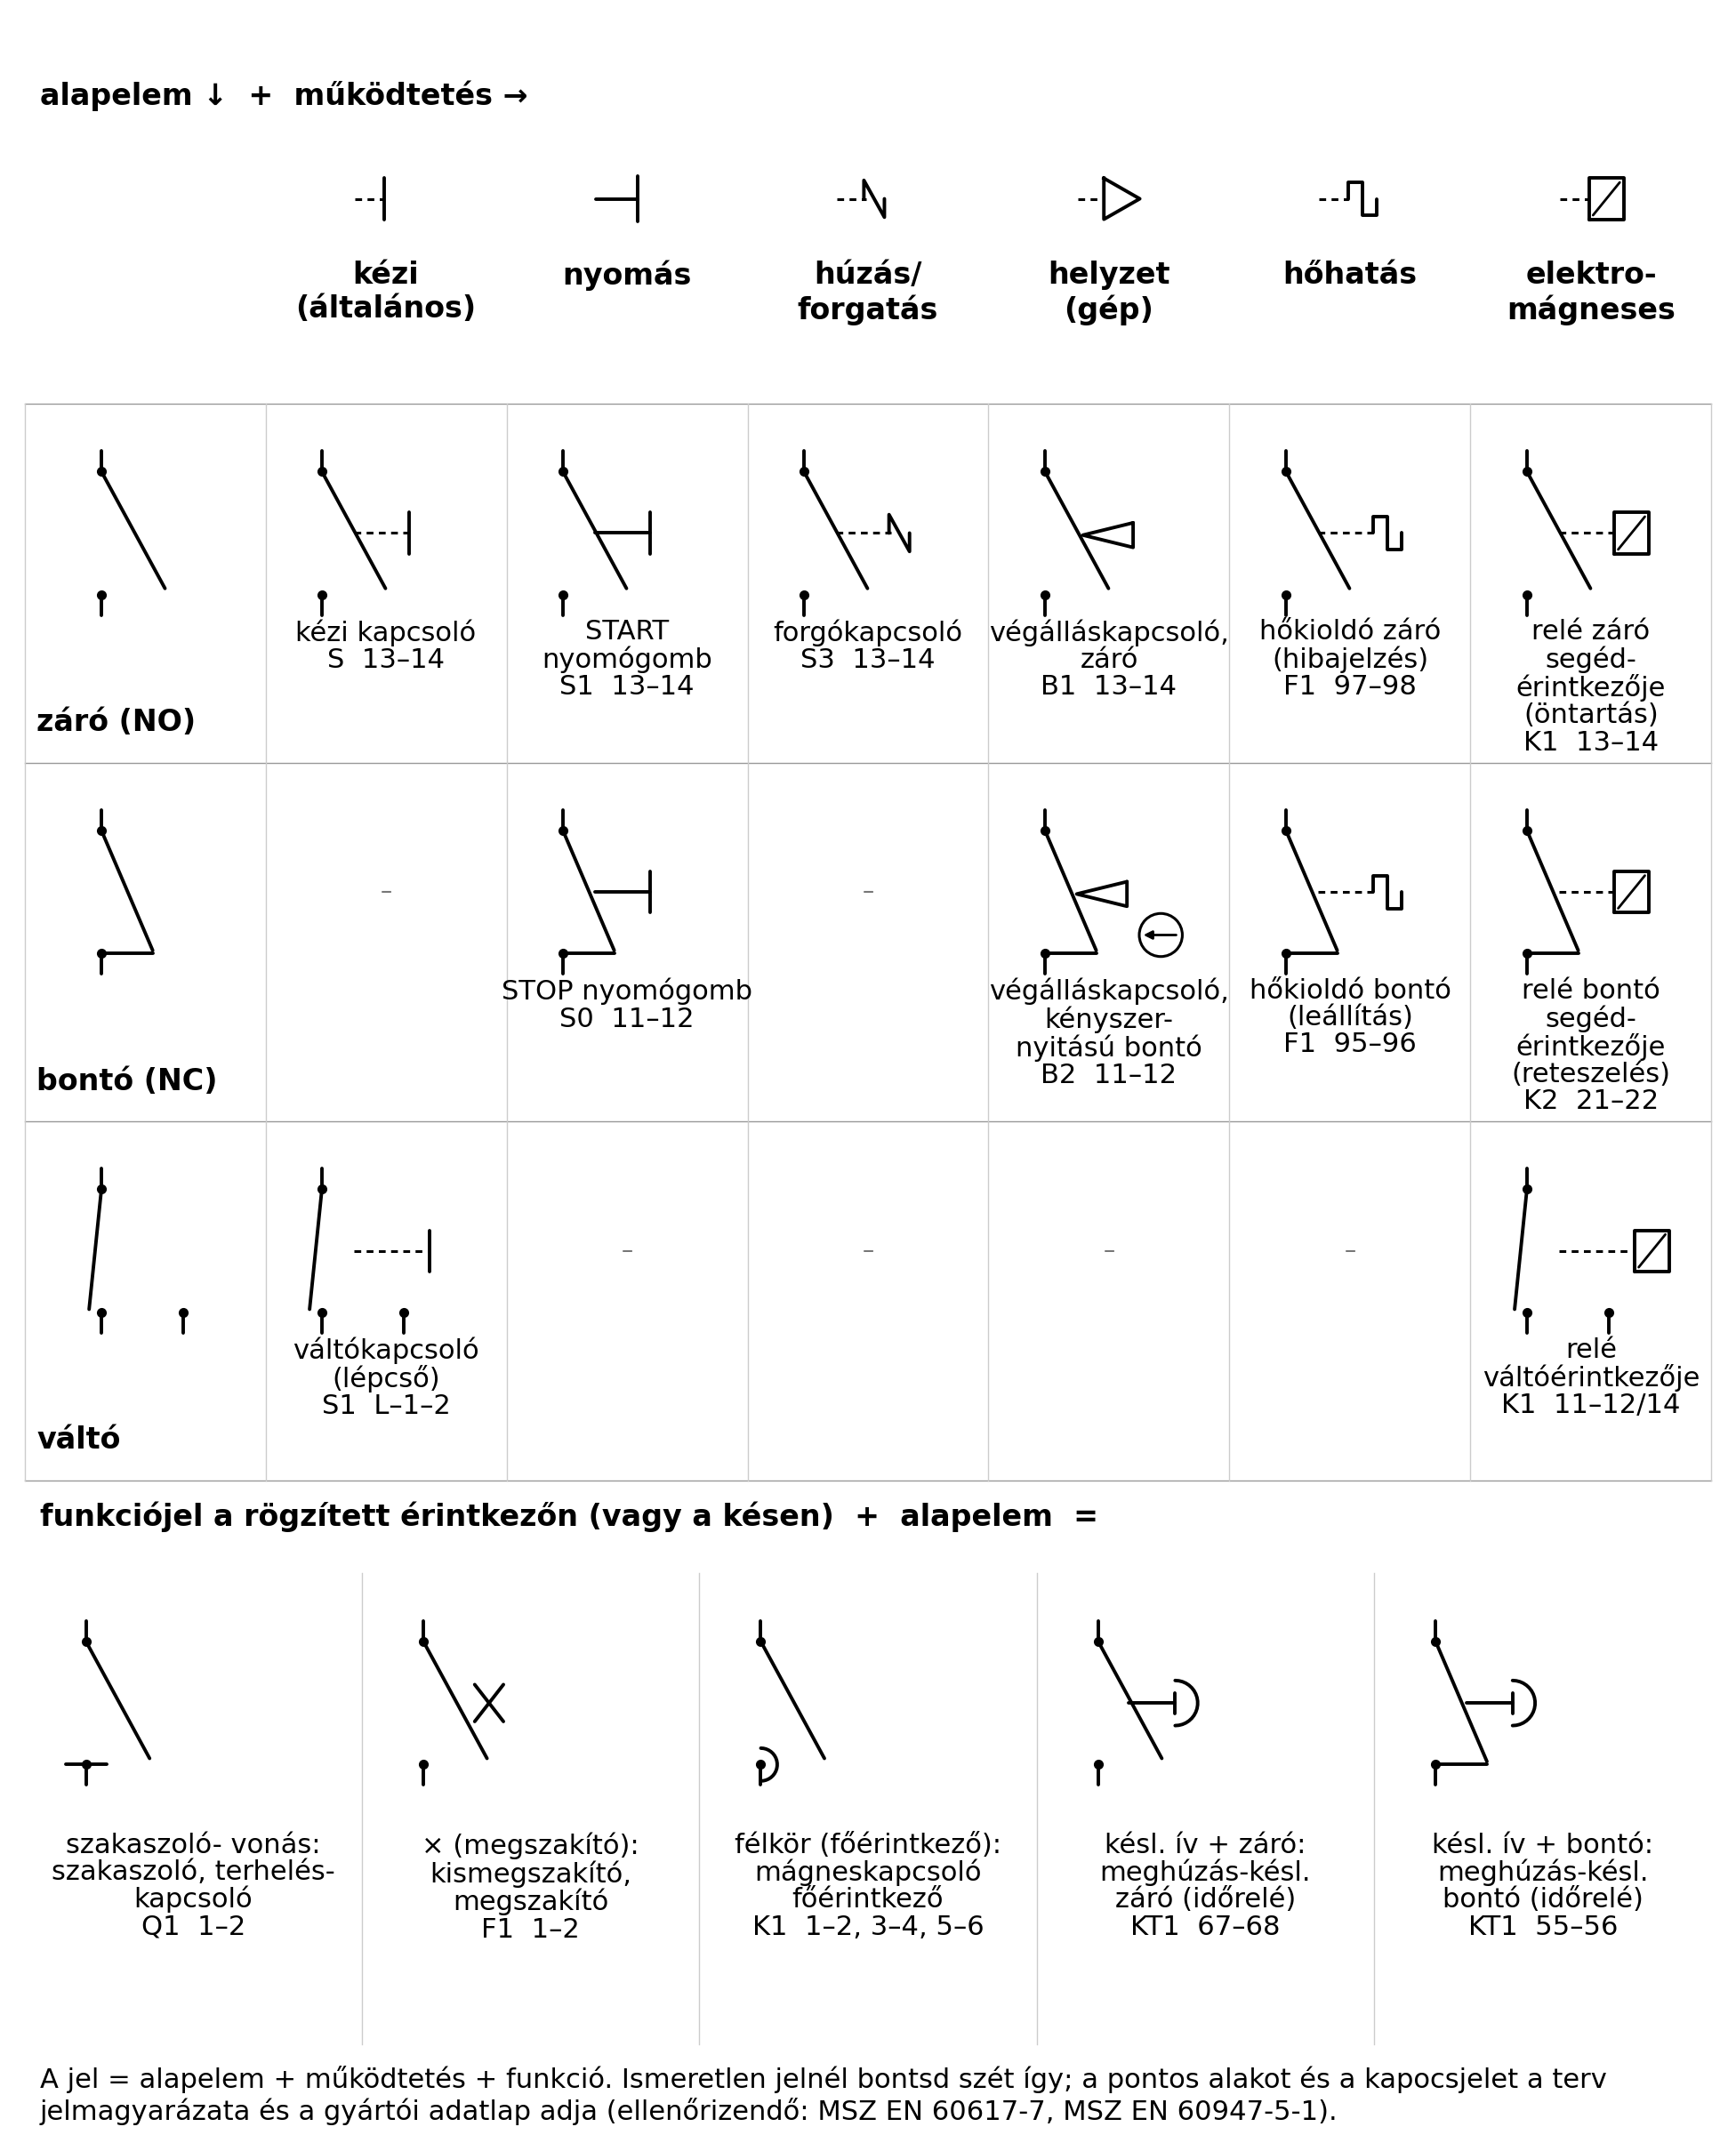 alapelem ↓ + működtetés →
kézi
(általános)
nyomás
húzás/
forgatás
helyzet
(gép)
hőhatás
elektro-
mágneses
záró (NO)
kézi kapcsoló
S 13–14
START
nyomógomb
S1 13–14
forgókapcsoló
S3 13–14
végálláskapcsoló,
záró
B1 13–14
hőkioldó záró
(hibajelzés)
F1 97–98
relé záró
segéd-
érintkezője
(öntartás)
K1 13–14
bontó (NC)
–
STOP nyomógomb
S0 11–12
–
végálláskapcsoló,
kényszer-
nyitású bontó
B2 11–12
hőkioldó bontó
(leállítás)
F1 95–96
relé bontó
segéd-
érintkezője
(reteszelés)
K2 21–22
váltó
váltókapcsoló
(lépcső)
S1 L–1–2
–
–
–
–
relé
váltóérintkezője
K1 11–12/14
funkciójel a rögzített érintkezőn (vagy a késen) + alapelem =
szakaszoló- vonás:
szakaszoló, terhelés-
kapcsoló
Q1 1–2
× (megszakító):
kismegszakító,
megszakító
F1 1–2
félkör (főérintkező):
mágneskapcsoló
főérintkező
K1 1–2, 3–4, 5–6
késl. ív + záró:
meghúzás-késl.
záró (időrelé)
KT1 67–68
késl. ív + bontó:
meghúzás-késl.
bontó (időrelé)
KT1 55–56
A jel = alapelem + működtetés + funkció. Ismeretlen jelnél bontsd szét így; a pontos alakot és a kapocsjelet a terv
jelmagyarázata és a gyártói adatlap adja (ellenőrizendő: MSZ EN 60617-7, MSZ EN 60947-5-1).